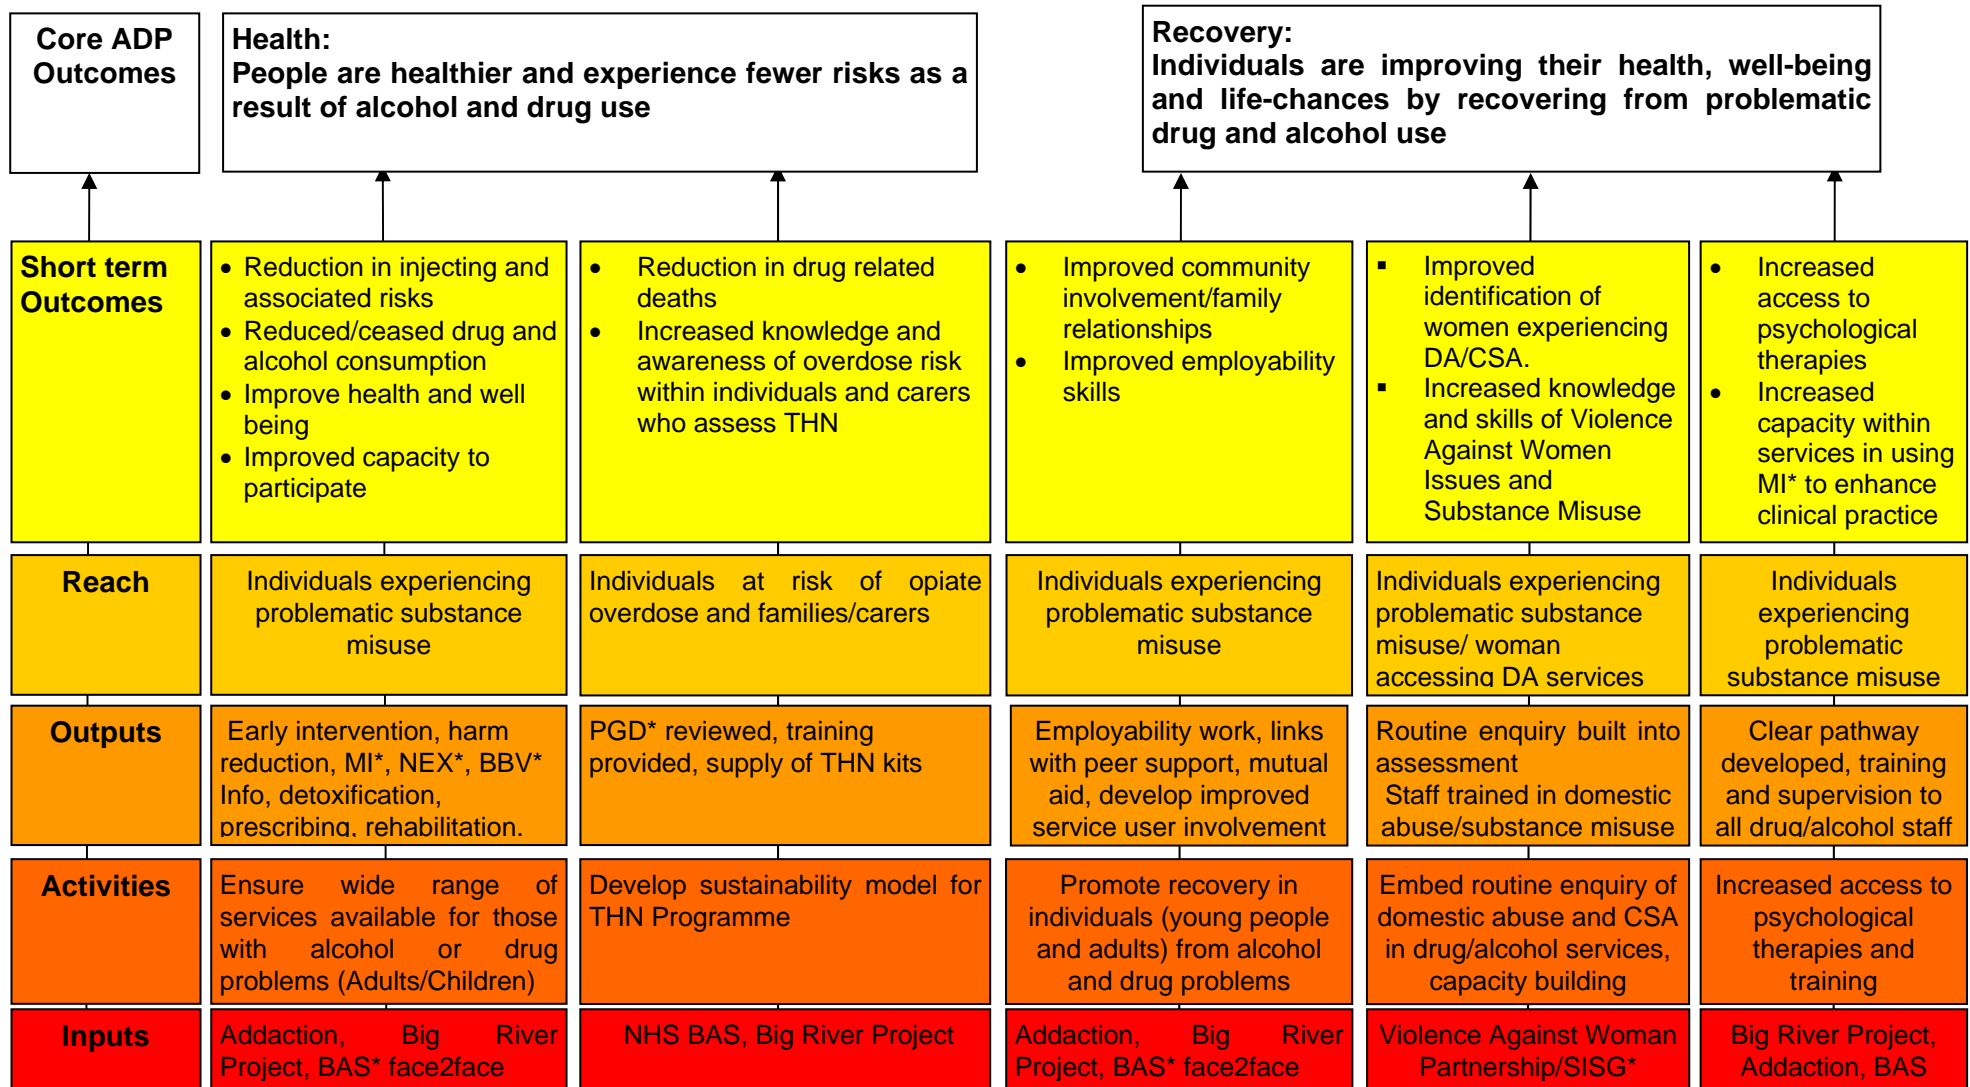 Core ADP
Outcomes
Health:
People are healthier and experience fewer risks as a
result of alcohol and drug use
Recovery:
Individuals are improving their health, well-being
and life-chances by recovering from problematic
drug and alcohol use
Short term
Outcomes
• Reduction in injecting and
associated risks
• Reduced/ceased drug and
alcohol consumption
• Improve health and well
being
• Improved capacity to
participate
• Reduction in drug related
deaths
• Increased knowledge and
awareness of overdose risk
within individuals and carers
who assess THN
• Improved community
involvement/family
relationships
• Improved employability
skills
▪ Improved
identification of
women experiencing
DA/CSA.
▪ Increased knowledge
and skills of Violence
Against Women
Issues and
Substance Misuse
• Increased
access to
psychological
therapies
• Increased
capacity within
services in using
MI* to enhance
clinical practice
Reach
Individuals experiencing
problematic substance
misuse
Individuals at risk of opiate
overdose and families/carers
Individuals experiencing
problematic substance
misuse
Individuals experiencing
problematic substance
misuse/ woman
accessing DA services
Individuals
experiencing
problematic
substance misuse
Outputs
Early intervention, harm
reduction, MI*, NEX*, BBV*
Info, detoxification,
prescribing, rehabilitation.
PGD* reviewed, training
provided, supply of THN kits
Employability work, links
with peer support, mutual
aid, develop improved
service user involvement
Routine enquiry built into
assessment
Staff trained in domestic
abuse/substance misuse
Clear pathway
developed, training
and supervision to
all drug/alcohol staff
Activities
Ensure wide range of
services available for those
with alcohol or drug
problems (Adults/Children)
Develop sustainability model for
THN Programme
Promote recovery in
individuals (young people
and adults) from alcohol
and drug problems
Embed routine enquiry of
domestic abuse and CSA
in drug/alcohol services,
capacity building
Increased access to
psychological
therapies and
training
Inputs
Addaction, Big River
Project, BAS* face2face
NHS BAS, Big River Project
Addaction, Big River
Project, BAS* face2face
Violence Against Woman
Partnership/SISG*
Big River Project,
Addaction, BAS